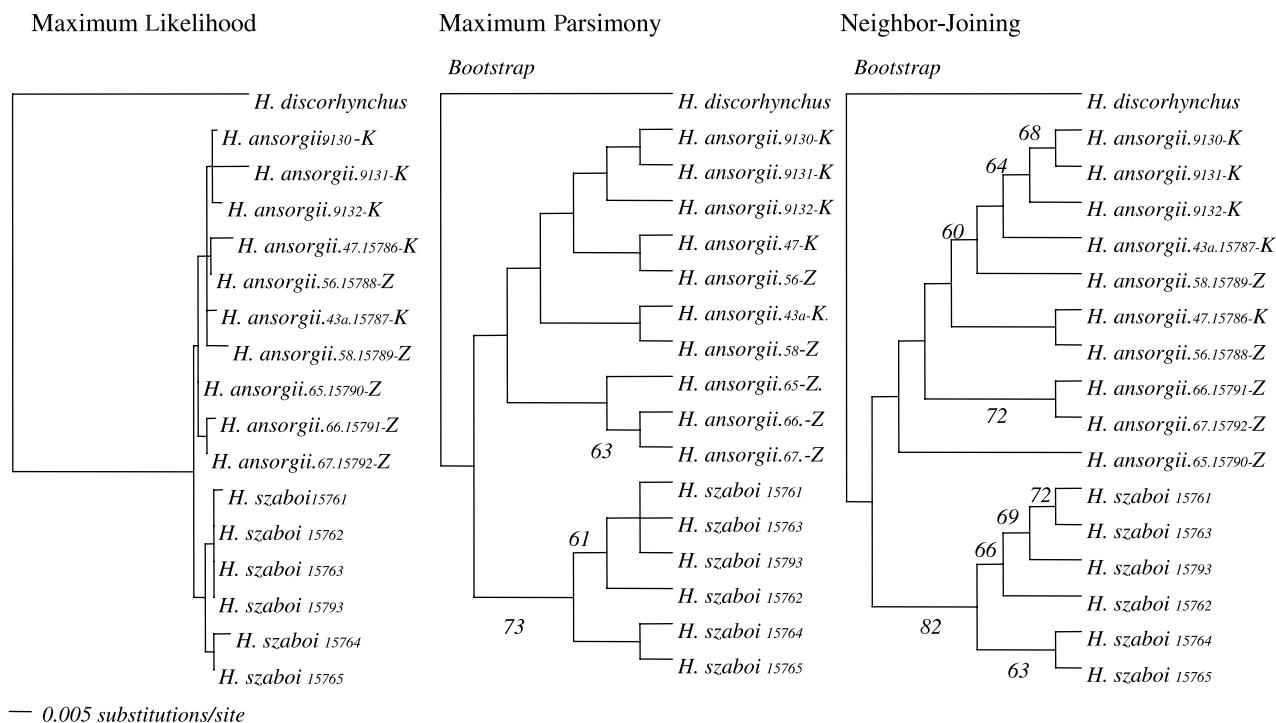 Maximum Likelihood
H. discorhynchus
H. ansorgii9130-K
H. ansorgii.9131-K
H. ansorgii.9132-K
H. ansorgii.47.15786-K
H. ansorgii.56.15788-Z
H. ansorgii.43a.15787-K
H. ansorgii.58.15789-Z
H. ansorgii.65.15790-Z
H. ansorgii.66.15791-Z
H. ansorgii.67.15792-Z
H. szaboi15761
H. szaboi 15762
H. szaboi 15763
H. szaboi 15793
H. szaboi 15764
H. szaboi 15765
0.005 substitutions/site
Maximum Parsimony
Bootstrap
H. discorhynchus
H. ansorgii.9130-K
H. ansorgii.9131-K
H. ansorgii.9132-K
H. ansorgii.47-K
H. ansorgii.56-Z
H. ansorgii.43a-K.
H. ansorgii.58-Z
H. ansorgii.65-Z.
H. ansorgii.66.-Z
63
H. ansorgii.67.-Z
H. szaboi 15761
H. szaboi 15763
61
H. szaboi 15793
H. szaboi 15762
73
H. szaboi 15764
H. szaboi 15765
Neighbor-Joining
Bootstrap
H. discorhynchus
68
H. ansorgii.9130-K
64
H. ansorgii.9131-K
H. ansorgii.9132-K
60
H. ansorgii.43a.15787-K
H. ansorgii.58.15789-Z
H. ansorgii.47.15786-K
H. ansorgii.56.15788-Z
H. ansorgii.66.15791-Z
72
H. ansorgii.67.15792-Z
H. ansorgii.65.15790-Z
72
H. szaboi 15761
69
H. szaboi 15763
66
H. szaboi 15793
H. szaboi 15762
82
H. szaboi 15764
63
H. szaboi 15765